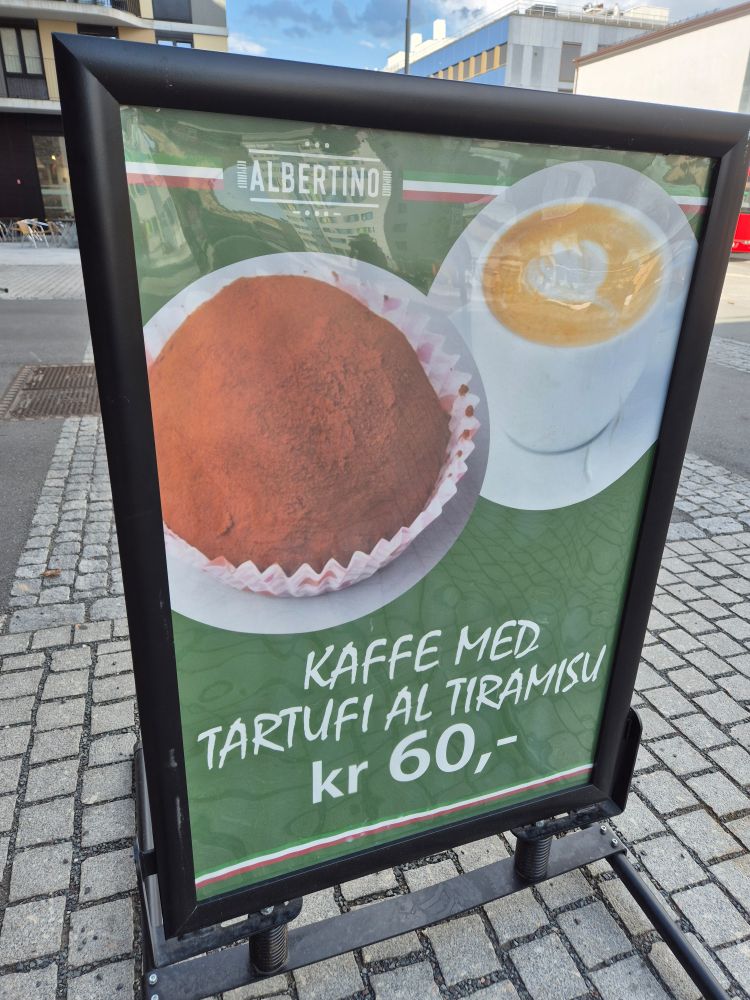 ALBERTINO
KAFFE MED
TARTUFI AL TIRAMISU
kr 60,-